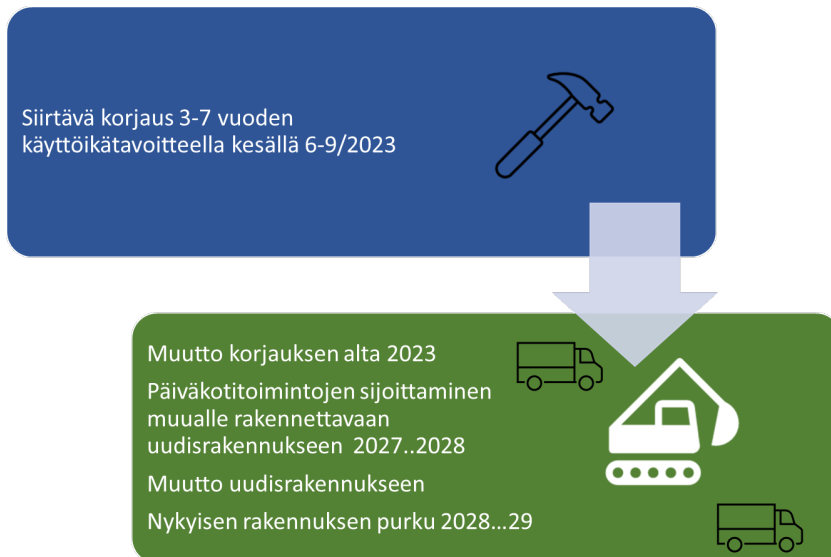 Siirtävä korjaus 3-7 vuoden
käyttöikätavoitteella kesällä 6-9/2023
Muutto korjauksen alta 2023
Päiväkotitoimintojen sijoittaminen
muualle rakennettavaan
uudisrakennukseen 2027..2028
Muutto uudisrakennukseen
Nykyisen rakennuksen purku 2028...29